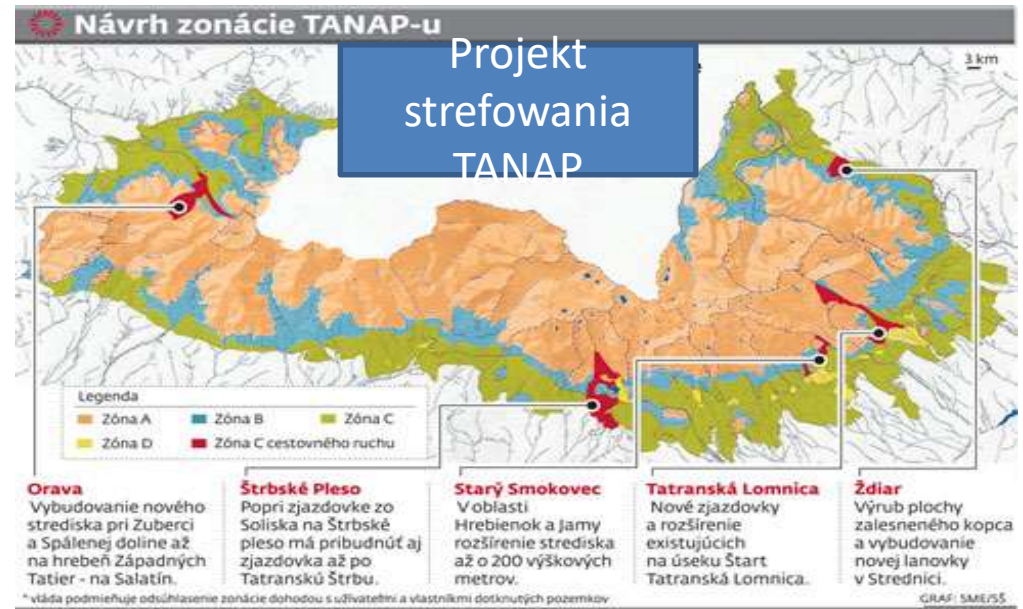 Návrh zonácie TANAP-u
Projekt
strefowania
TANAP
3 km
Legenda
Zóna A
Zóna B
Zóna C
Zóna D
Zóna C cestovného ruchu
Orava
Vybudovanie nového
strediska pri Zuberci
a Spálenej doline až
na hrebeň Západných
Tatier - na Salatín.
Štrbské Pleso
Popri zjazdovke zo
Soliska na Štrbské
pleso má pribudnúť aj
zjazdovka až po
Tatranskú Štrbu.
Starý Smokovec
V oblasti
Hrebienok a Jamy
rozšírenie strediska
až o 200 výškových
metrov.
Tatranská Lomnica
Nové zjazdovky
a rozšírenie
existujúcich
na úseku Štart
Tatranská Lomnica.
Ždiar
Výrub plochy
zalesneného kopca
a vybudovanie
novej lanovky
v Strednici.
* vláda podmieňuje odsúhlasenie zonácie dohodou s užívateľmi a vlastníkmi dotknutých pozemkov
GRAF: SME/SŠ